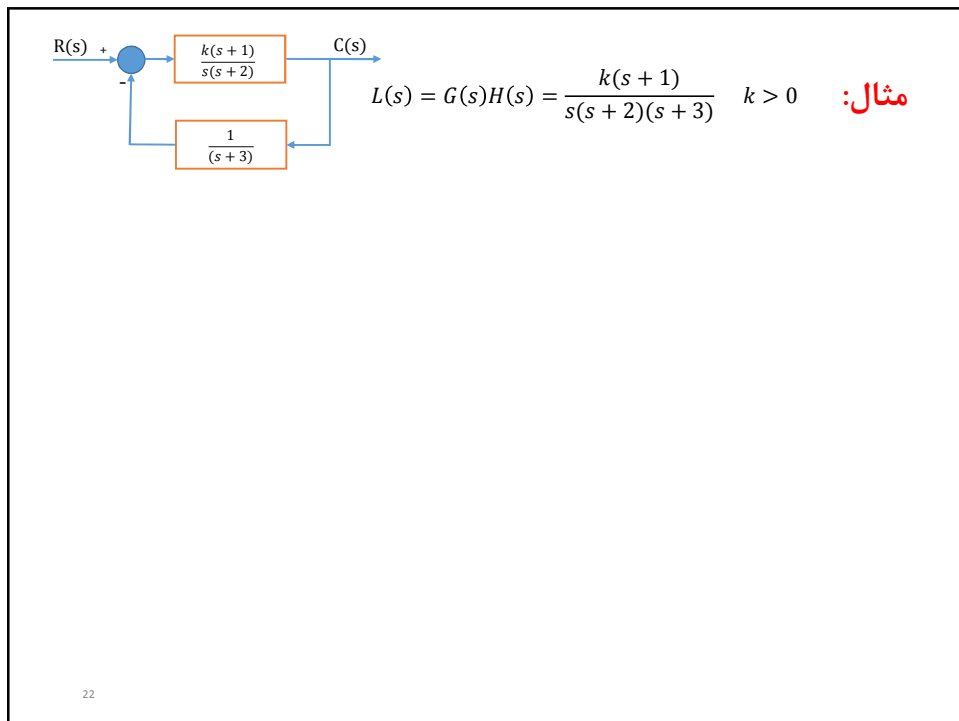 R(s) + k(s + 1) / s(s + 2) C(s)
-
1 / (s + 3)
L(s) = G(s)H(s) = k(s + 1) / s(s + 2)(s + 3) k > 0 مثال:
22